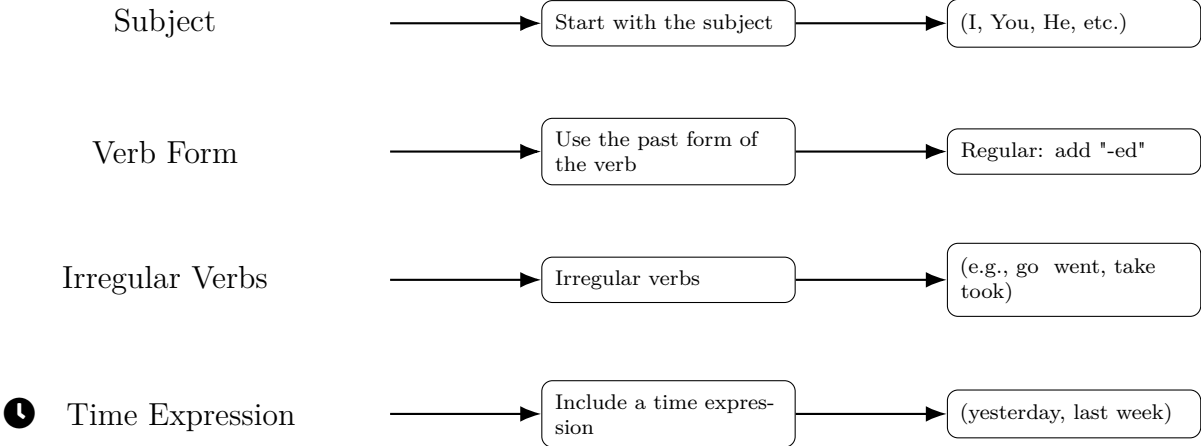 Subject
Start with the subject
(I, You, He, etc.)
Verb Form
Use the past form of
the verb
Regular: add "-ed"
Irregular Verbs
Irregular verbs
(e.g., go went, take
took)
Time Expression
Include a time expres-
sion
(yesterday, last week)